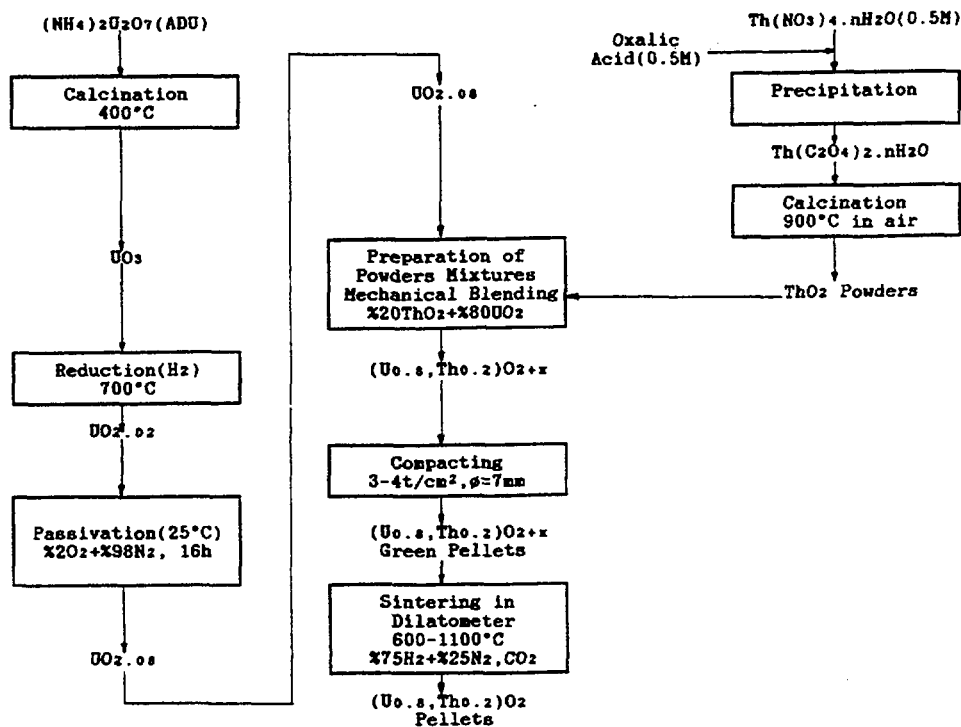 (NH4)2U2O7(ADU)
Calcination
400°C
UO3
Reduction(H2)
700°C
UO2.02
Passivation(25°C)
%2O2+%98N2, 16h
UO2.08
UO2.08
Preparation of
Powders Mixtures
Mechanical Blending
%20ThO2+%80UO2
(U0.8,Th0.2)O2+x
Compacting
3-4t/cm²,ø=7mm
(U0.8,Th0.2)O2+x
Green Pellets
Sintering in
Dilatometer
600-1100°C
%75H2+%25N2,CO2
(U0.8,Th0.2)O2
Pellets
Th(NO3)4.nH2O(0.5M)
Oxalic
Acid(0.5M)
Precipitation
Th(C2O4)2.nH2O
Calcination
900°C in air
ThO2 Powders